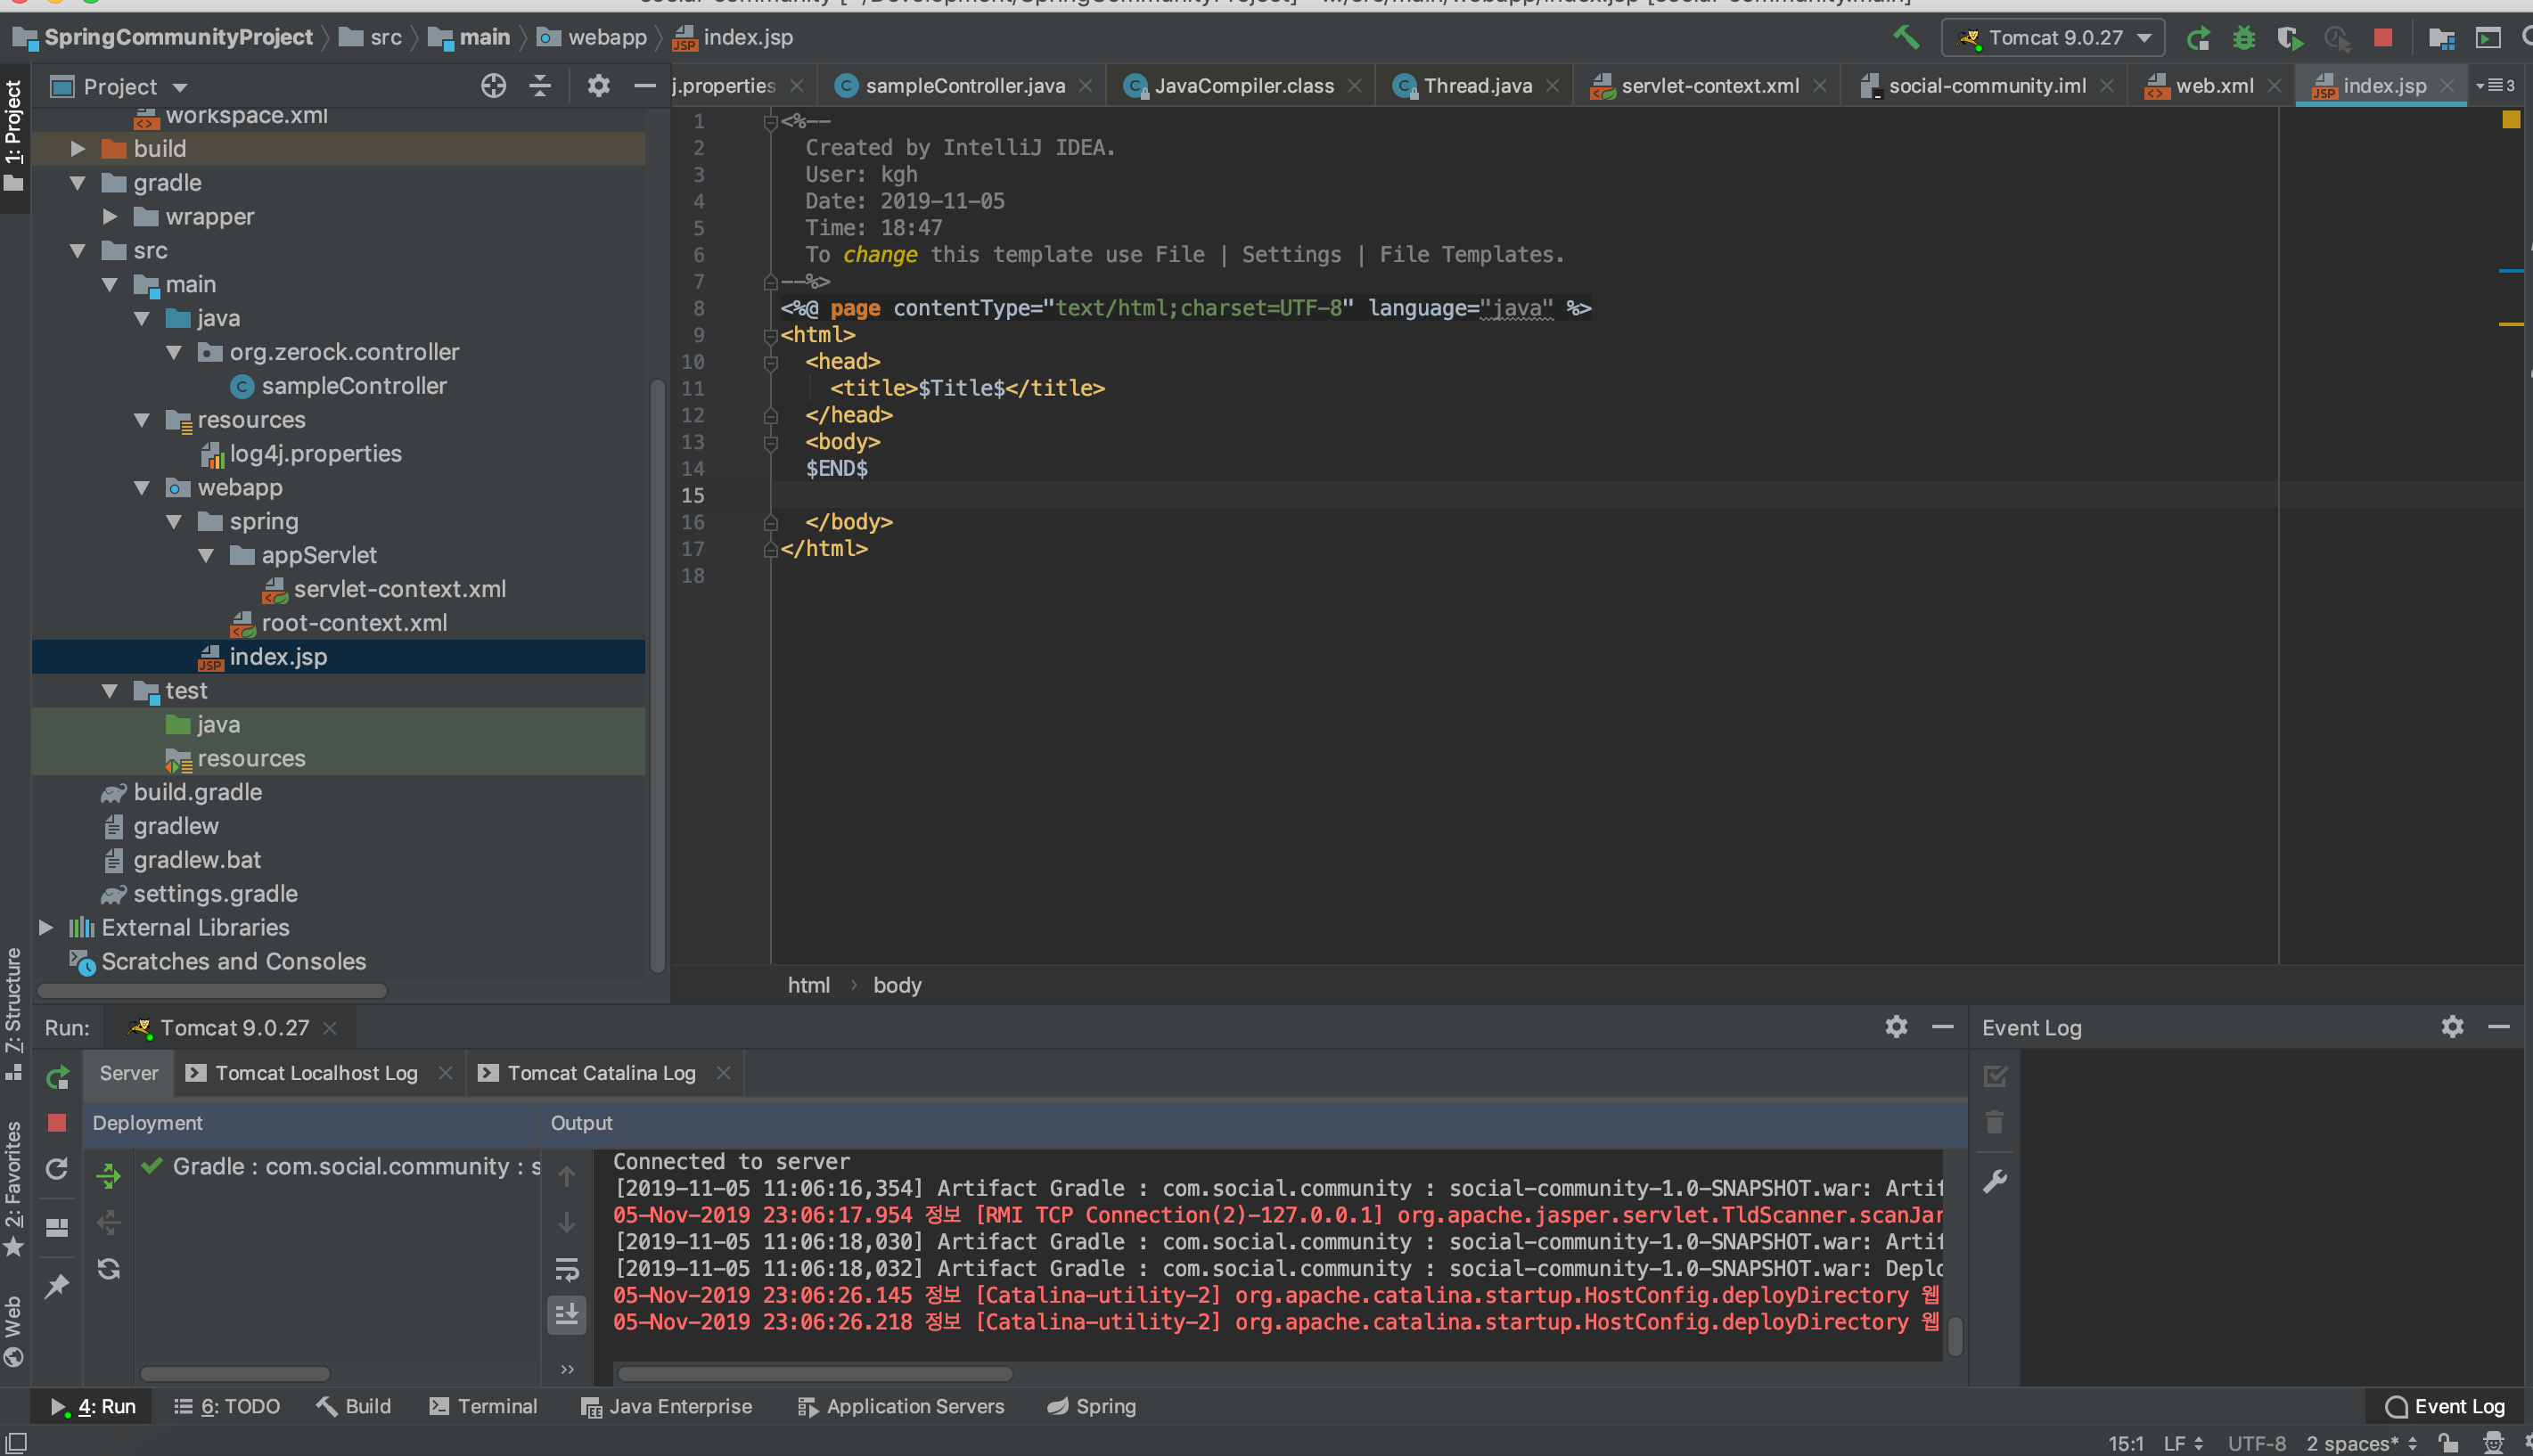 SpringCommunityProject src main webapp index.jsp Tomcat 9.0.27
1: Project
Project
j.properties sampleController.java JavaCompiler.class Thread.java servlet-context.xml social-community.iml web.xml index.jsp 3
workspace.xml
build
gradle
wrapper
src
main
java
org.zerock.controller
sampleController
resources
log4j.properties
webapp
spring
appServlet
servlet-context.xml
root-context.xml
index.jsp
test
java
resources
build.gradle
gradlew
gradlew.bat
settings.gradle
External Libraries
Scratches and Consoles
1 <%--
2 Created by IntelliJ IDEA.
3 User: kgh
4 Date: 2019-11-05
5 Time: 18:47
6 To change this template use File | Settings | File Templates.
7 --%>
8 <%@ page contentType="text/html;charset=UTF-8" language="java" %>
9 <html>
10 <head>
11 <title>$Title$</title>
12 </head>
13 <body>
14 $END$
15
16 </body>
17 </html>
18
html body
Z: Structure
2: Favorites
Web
Run: Tomcat 9.0.27
Server Tomcat Localhost Log Tomcat Catalina Log
Deployment Output
Gradle : com.social.community : s
Connected to server
[2019-11-05 11:06:16,354] Artifact Gradle : com.social.community : social-community-1.0-SNAPSHOT.war: Artif
05-Nov-2019 23:06:17.954 정보 [RMI TCP Connection(2)-127.0.0.1] org.apache.jasper.servlet.TldScanner.scanJar
[2019-11-05 11:06:18,030] Artifact Gradle : com.social.community : social-community-1.0-SNAPSHOT.war: Artif
[2019-11-05 11:06:18,032] Artifact Gradle : com.social.community : social-community-1.0-SNAPSHOT.war: Deplo
05-Nov-2019 23:06:26.145 정보 [Catalina-utility-2] org.apache.catalina.startup.HostConfig.deployDirectory 웹
05-Nov-2019 23:06:26.218 정보 [Catalina-utility-2] org.apache.catalina.startup.HostConfig.deployDirectory 웹
Event Log
4: Run 6: TODO Build Terminal Java Enterprise Application Servers Spring Event Log
15:1 LF UTF-8 2 spaces*